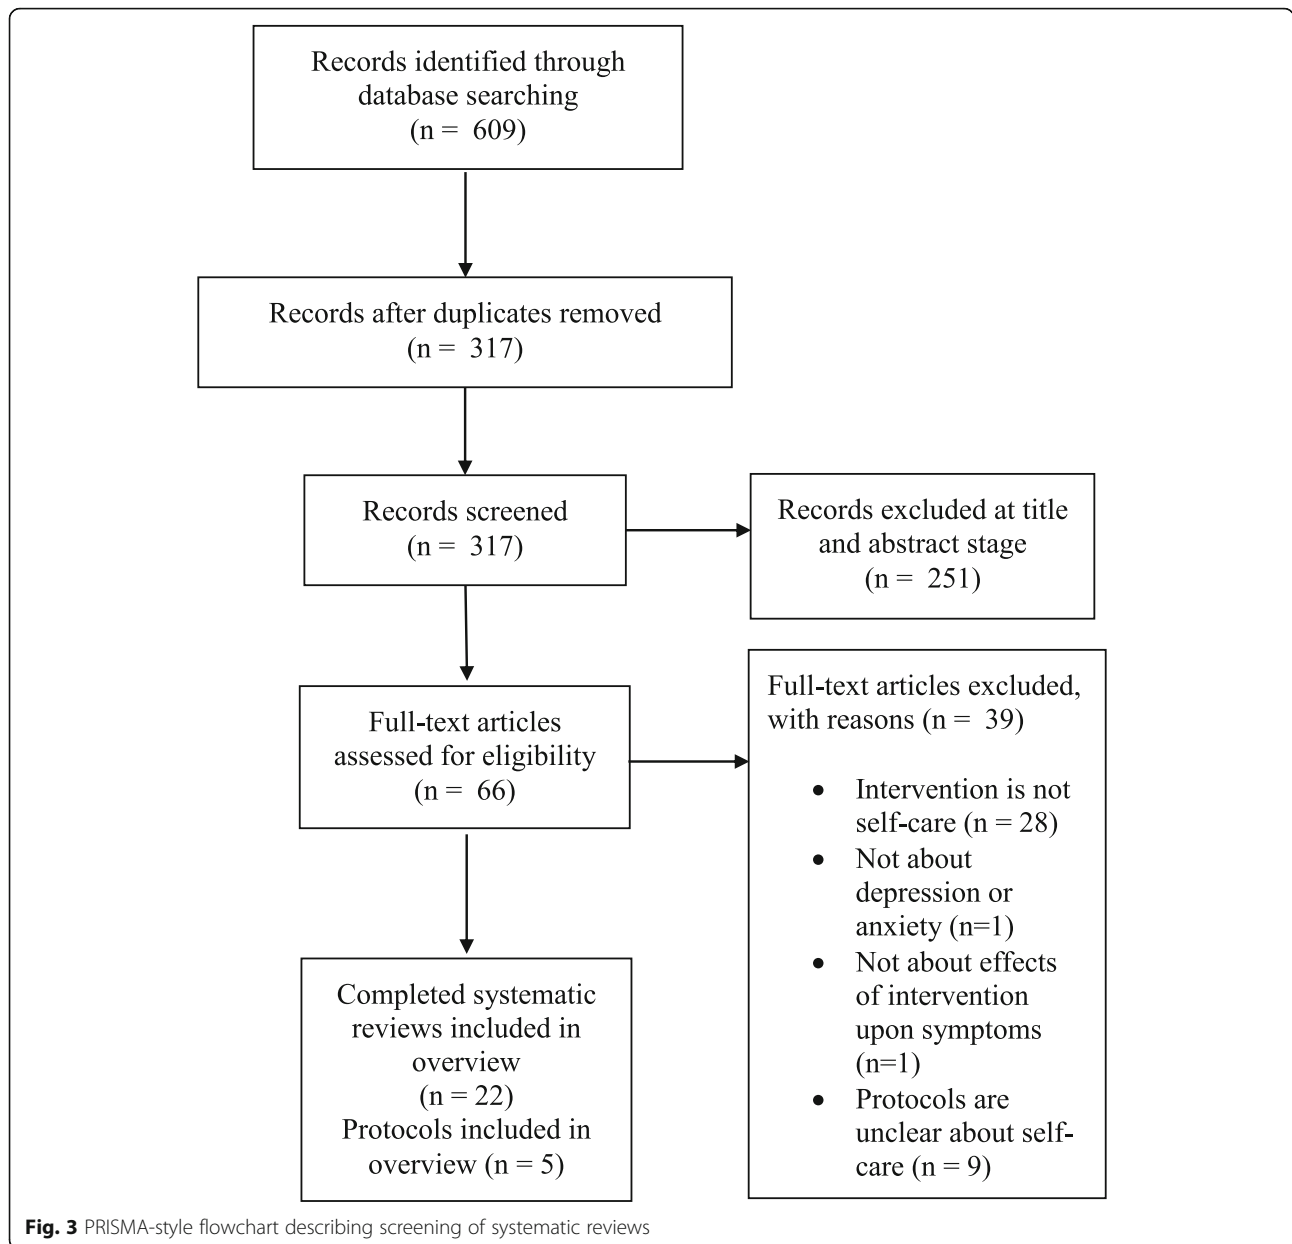 Records identified through
database searching
(n = 609)
Records after duplicates removed
(n = 317)
Records screened
(n = 317)
Records excluded at title
and abstract stage
(n = 251)
Full-text articles
assessed for eligibility
(n = 66)
Full-text articles excluded,
with reasons (n = 39)
• Intervention is not
self-care (n = 28)
• Not about
depression or
anxiety (n=1)
• Not about effects
of intervention
upon symptoms
(n=1)
• Protocols are
unclear about self-
care (n = 9)
Completed systematic
reviews included in
overview
(n = 22)
Protocols included in
overview (n = 5)
Fig. 3 PRISMA-style flowchart describing screening of systematic reviews